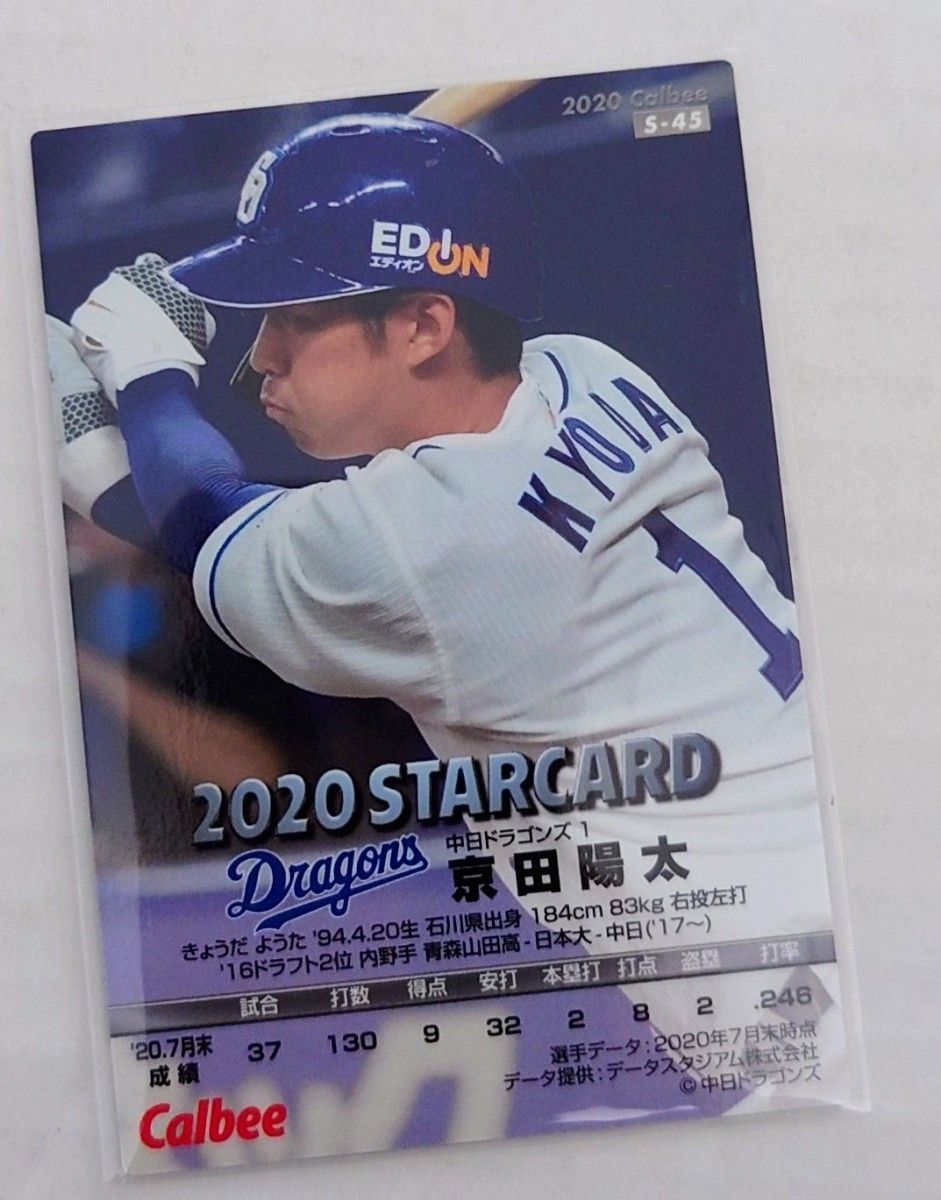 2020 Calbee
S-45
EDION
エディオン
KYODA
1
2020 STARCARD
Dragons
中日ドラゴンズ 1
京田陽太
きょうだ ようた '94.4.20生 石川県出身 184cm 83kg 右投左打
'16ドラフト2位 内野手 青森山田高-日本大-中日('17〜)
試合 打数 得点 安打 本塁打 打点 盗塁 打率
'20.7月末成績 37 130 9 32 2 8 2 .246
選手データ:2020年7月末時点
データ提供:データスタジアム株式会社
Ⓒ中日ドラゴンズ
Calbee